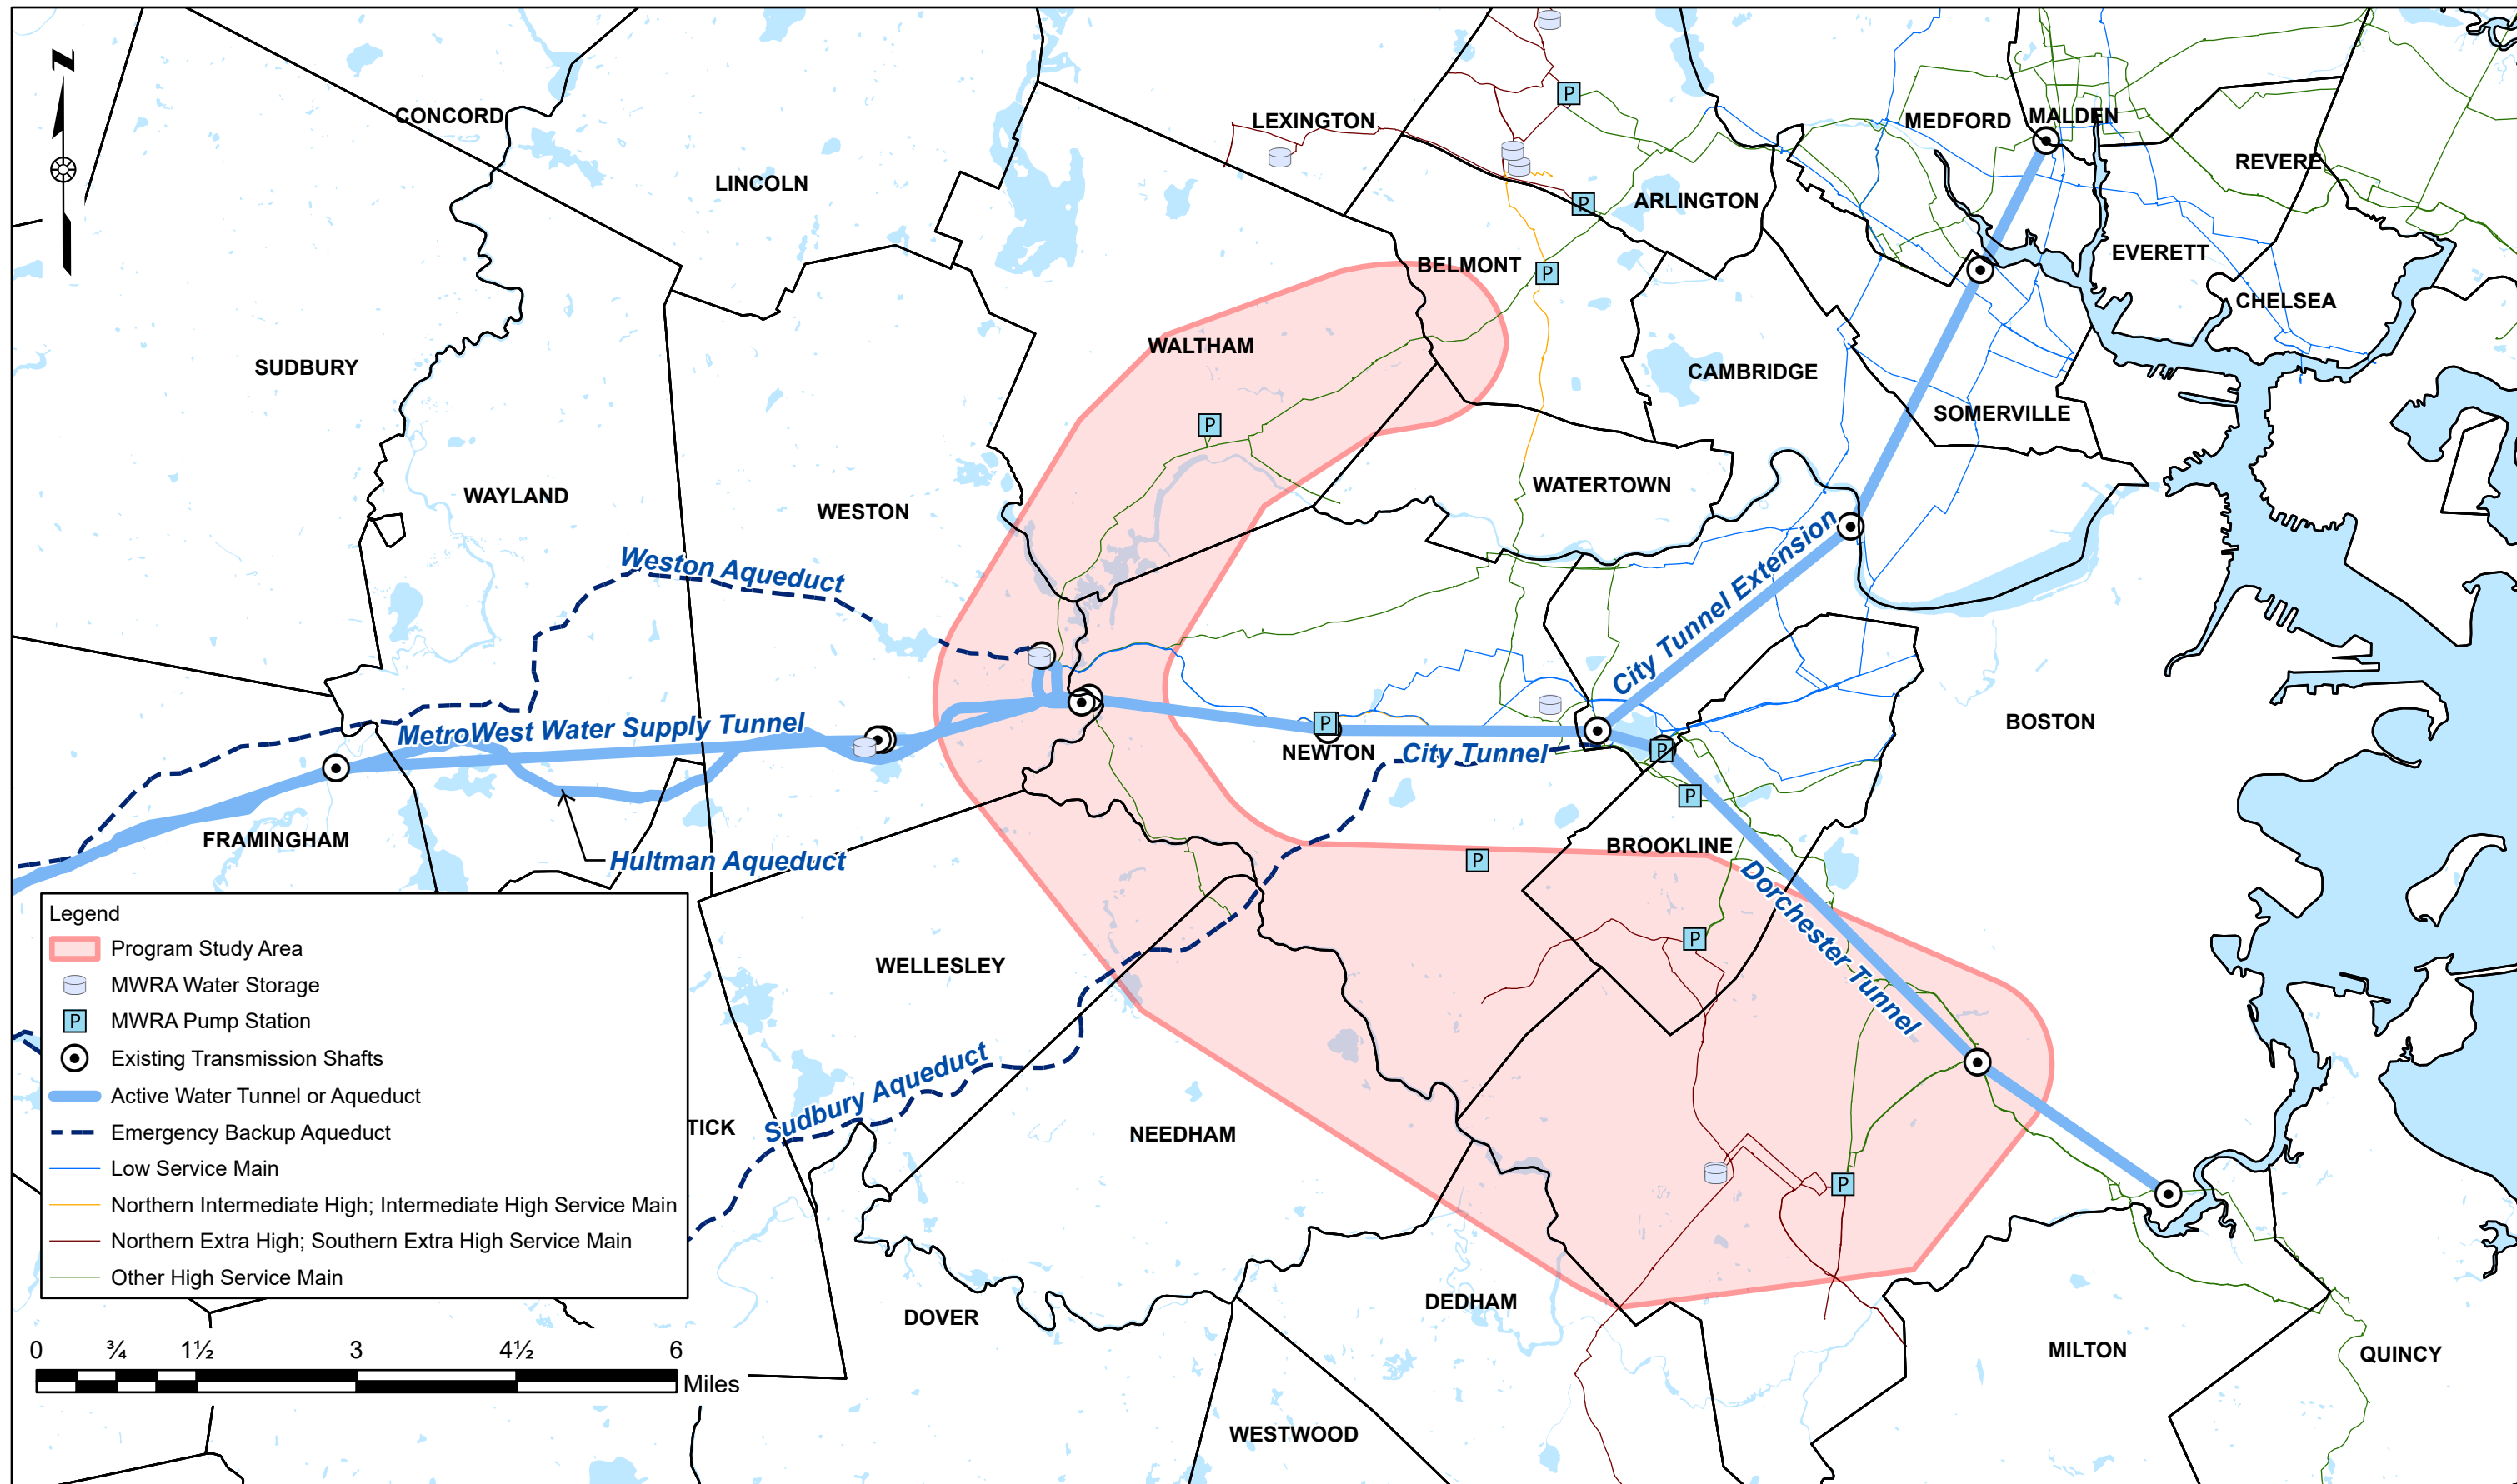 N
CONCORD
LEXINGTON
MEDFORD
MALDEN
REVERE
LINCOLN
ARLINGTON
EVERETT
BELMONT
CHELSEA
SUDBURY
WALTHAM
CAMBRIDGE
SOMERVILLE
WAYLAND
WESTON
WATERTOWN
Weston Aqueduct
City Tunnel Extension
MetroWest Water Supply Tunnel
NEWTON
City Tunnel
BOSTON
FRAMINGHAM
Hultman Aqueduct
BROOKLINE
Dorchester Tunnel
WELLESLEY
Sudbury Aqueduct
TICK
NEEDHAM
DOVER
DEDHAM
MILTON
QUINCY
WESTWOOD
P
P
P
P
P
P
P
P
P
P
Legend
Program Study Area
MWRA Water Storage
P MWRA Pump Station
Existing Transmission Shafts
Active Water Tunnel or Aqueduct
Emergency Backup Aqueduct
Low Service Main
Northern Intermediate High; Intermediate High Service Main
Northern Extra High; Southern Extra High Service Main
Other High Service Main
0 ¾ 1½ 3 4½ 6
Miles